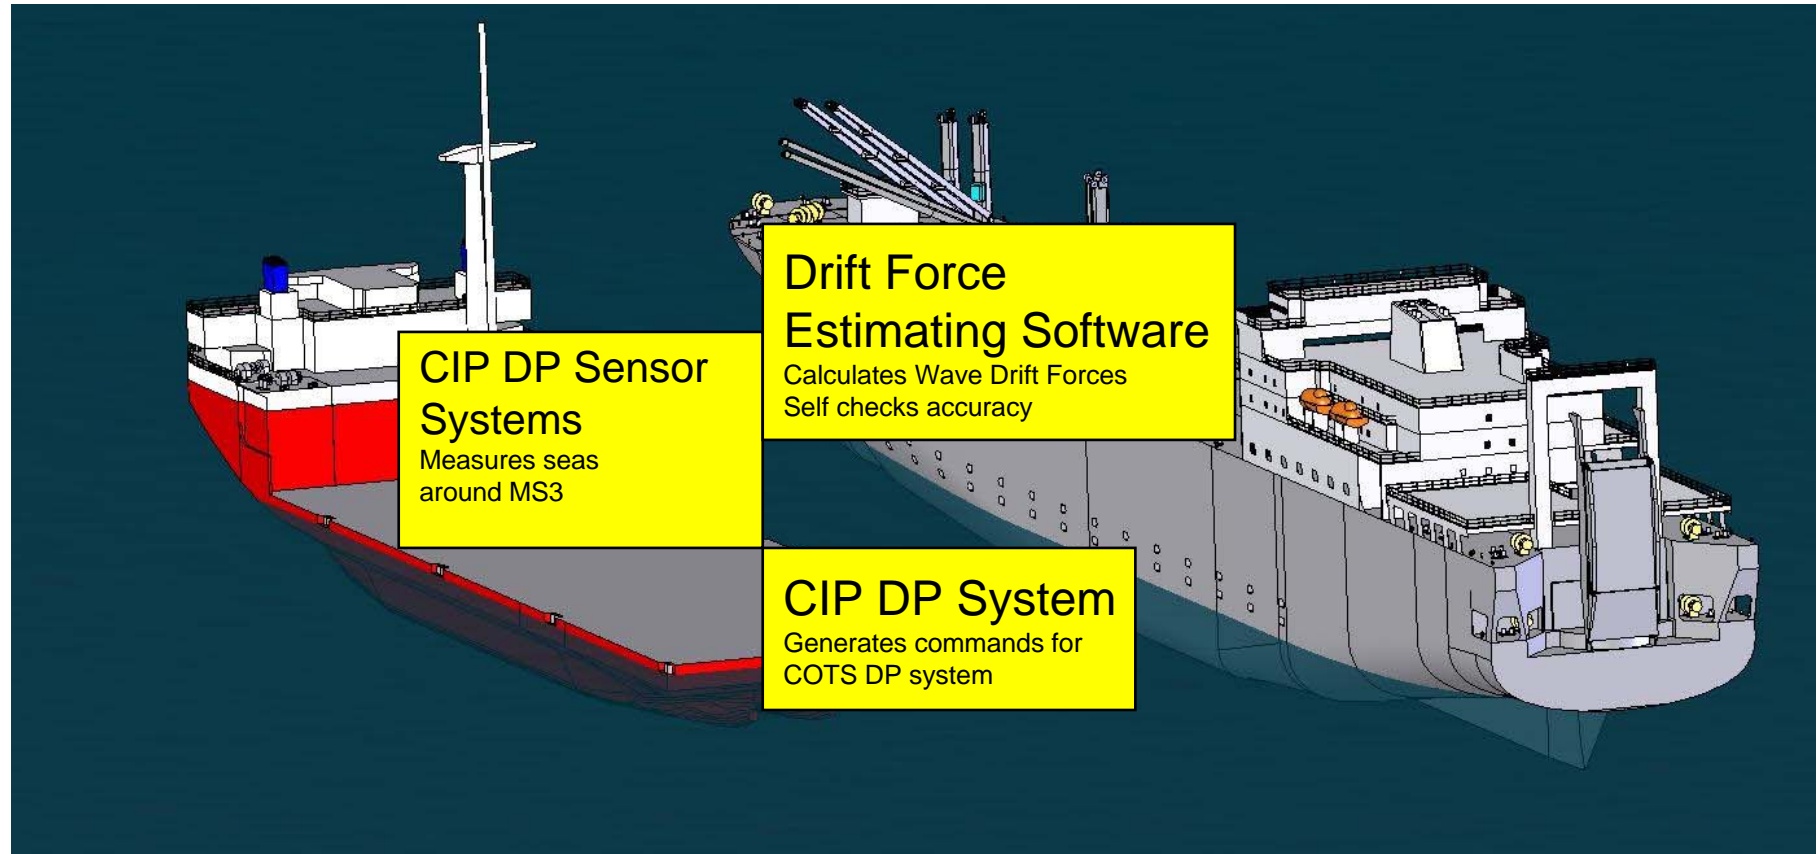 CIP DP Sensor
Systems
Measures seas
around MS3
Drift Force
Estimating Software
Calculates Wave Drift Forces
Self checks accuracy
CIP DP System
Generates commands for
COTS DP system